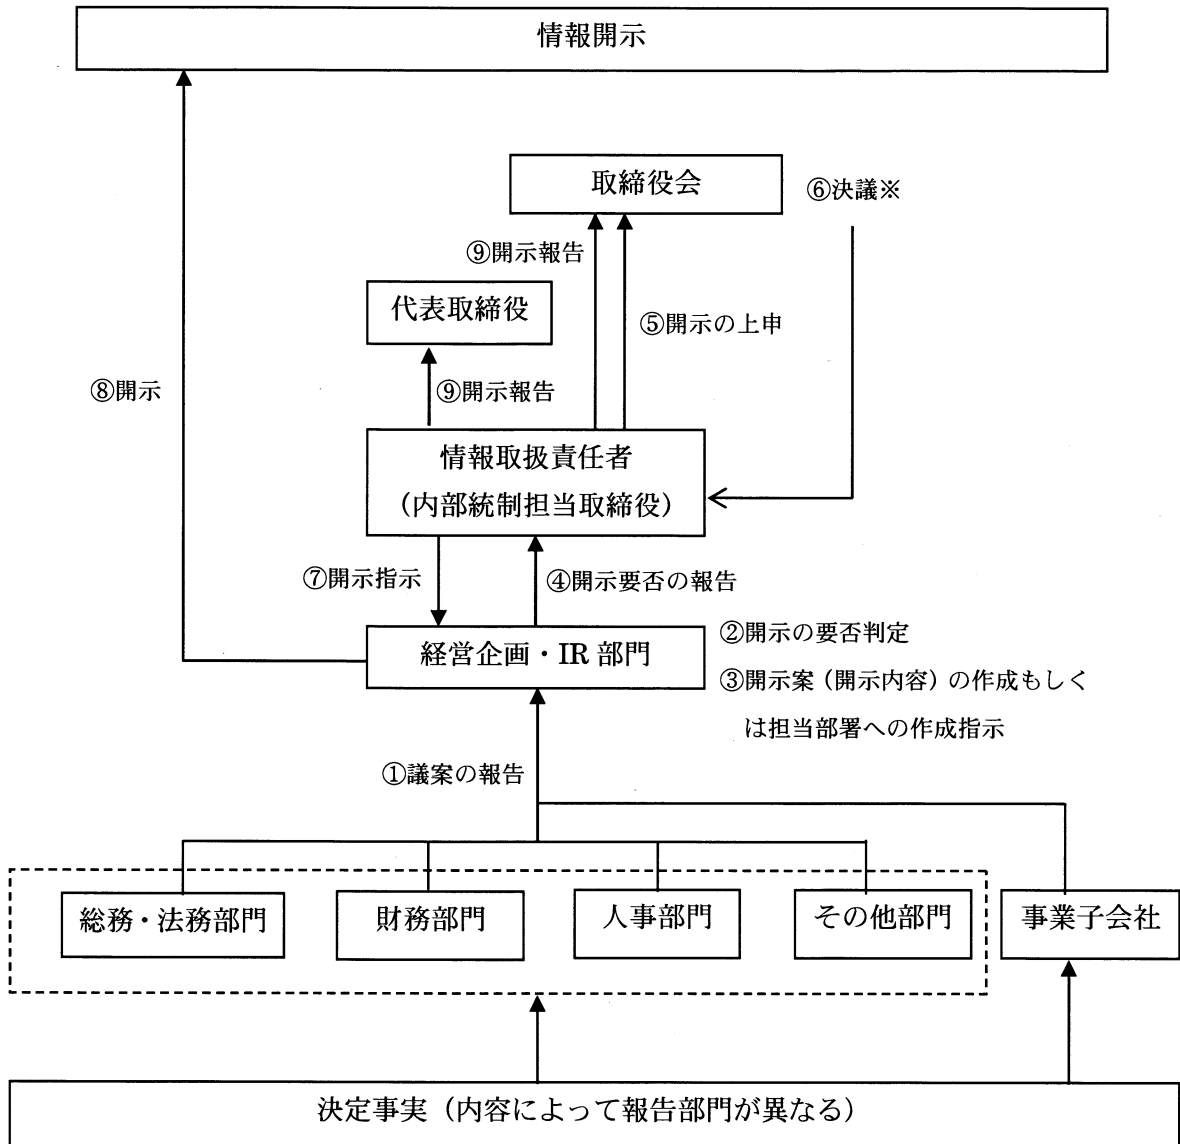 情報開示
取締役会
⑥決議※
⑨開示報告
代表取締役
⑤開示の上申
⑧開示
⑨開示報告
情報取扱責任者
（内部統制担当取締役）
⑦開示指示
④開示要否の報告
②開示の要否判定
経営企画・IR 部門
③開示案（開示内容）の作成もしく
は担当部署への作成指示
①議案の報告
総務・法務部門
財務部門
人事部門
その他部門
事業子会社
決定事実（内容によって報告部門が異なる）